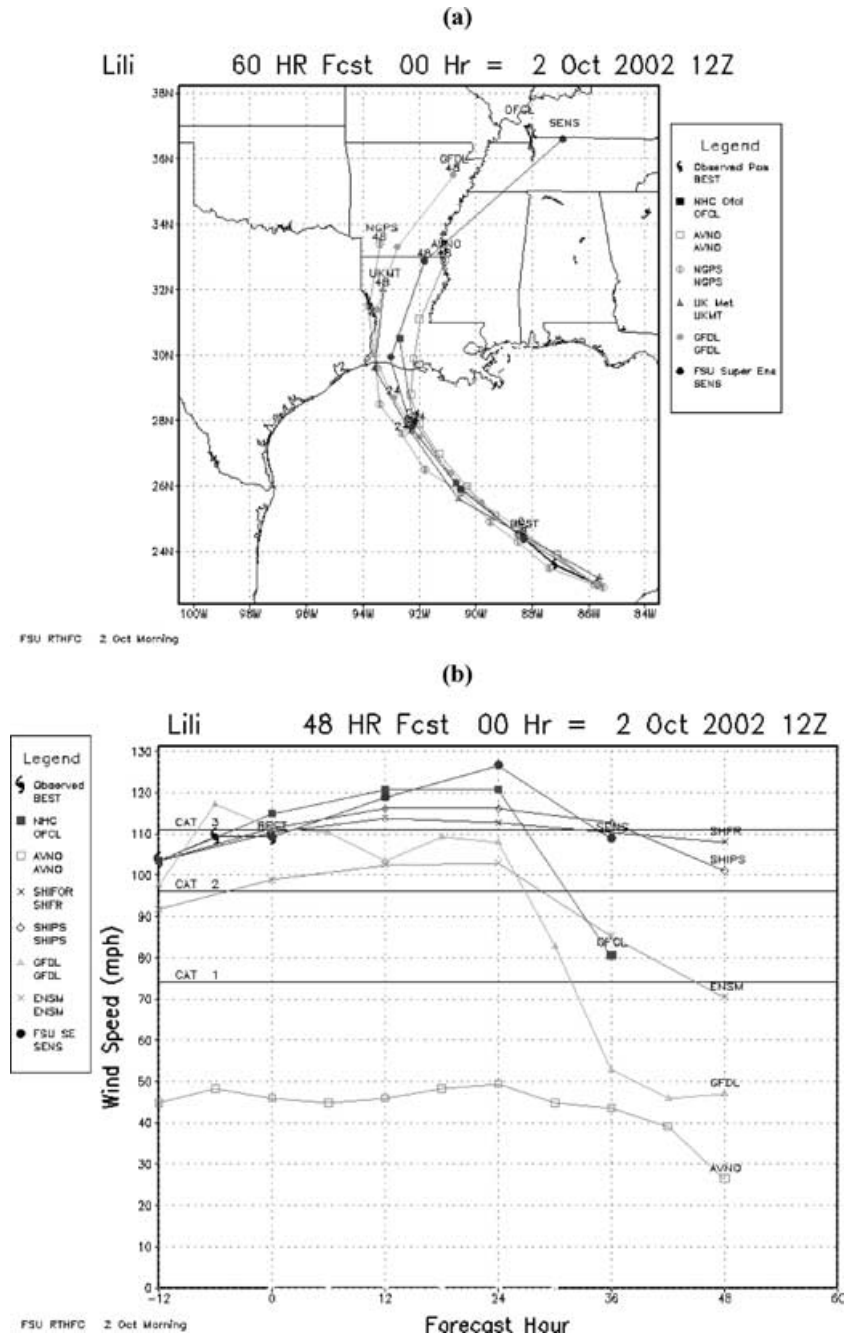 (a)
Lili 60 HR Fcst 00 Hr = 2 Oct 2002 12Z
38N
36N
34N
32N
30N
28N
26N
24N
100W 98W 96W 94W 92W 90W 88W 86W 84W
OFCL
SENS
GFDL
48
NGPS
48
AVNO
48 48
UKMT
48
24
BEST
Legend
Observed Pos
BEST
NHC Ofcl
OFCL
AVNO
AVNO
NGPS
NGPS
UK Met
UKMT
GFDL
GFDL
FSU Super Ens
SENS
FSU RTHFC 2 Oct Morning
(b)
Lili 48 HR Fcst 00 Hr = 2 Oct 2002 12Z
Legend
Observed
BEST
NHC
OFCL
AVNO
AVNO
SHIFOR
SHFR
SHIPS
SHIPS
GFDL
GFDL
ENSM
ENSM
FSU SE
SENS
Wind Speed (mph)
130
120
110
100
90
80
70
60
50
40
30
20
10
0
CAT 3
CAT 2
CAT 1
BEST
SENS
SHFR
SHIPS
OFCL
ENSM
GFDL
AVNO
-12 0 12 24 36 48 60
Forecast Hour
FSU RTHFC 2 Oct Morning